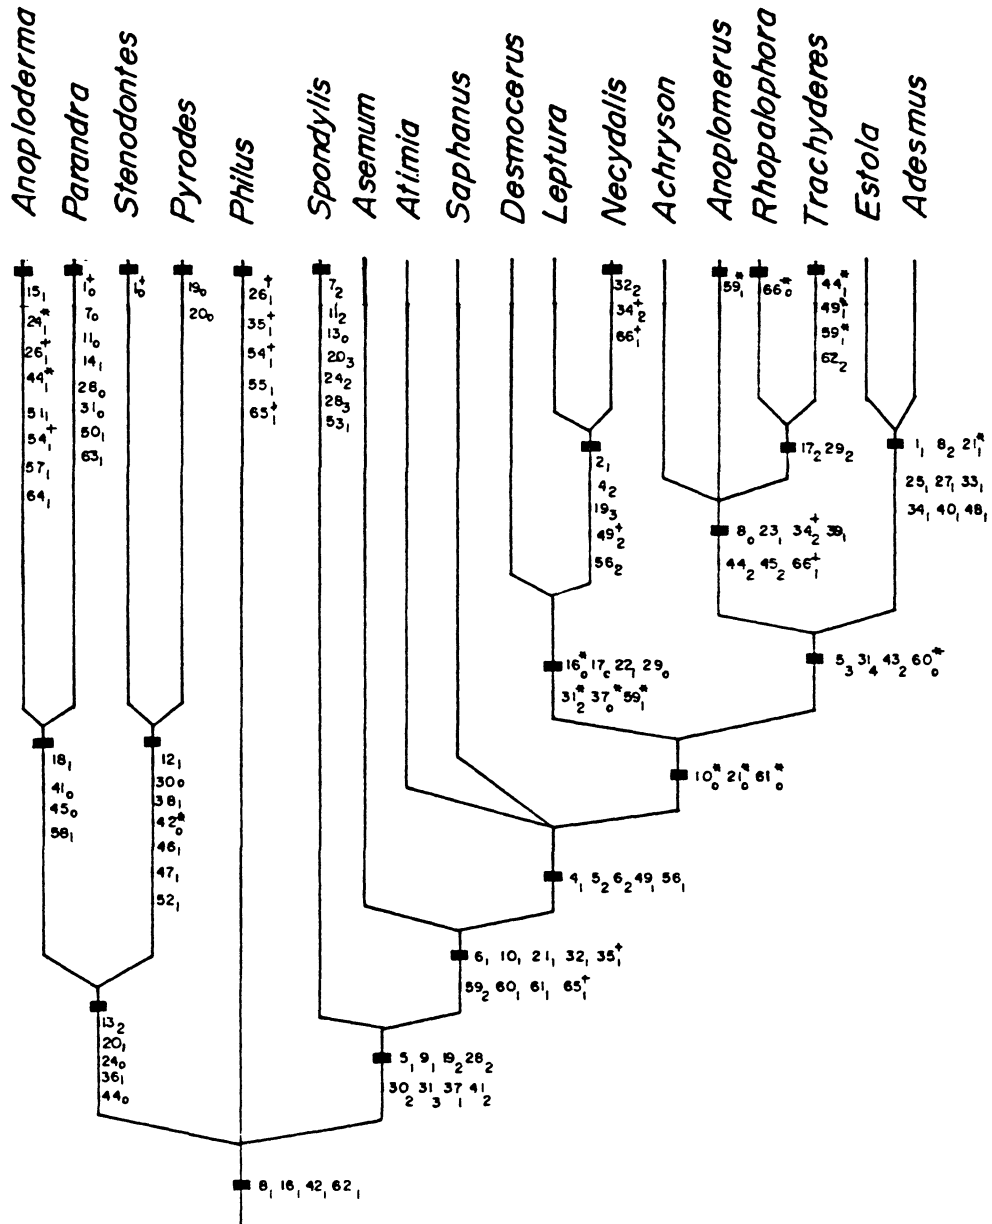 Anoploderma
Parandra
Stenodontes
Pyrodes
Philus
Spondylis
Asemum
Atimia
Saphanus
Desmocerus
Leptura
Necydalis
Achryson
Anoplomerus
Rhopalophora
Trachyderes
Estola
Adesmus
15₁
24₁*
26₁⁺
44₁*
51₁
54₁⁺
57₁
64₁
1₀⁺
7₀
11₀
14₁
28₀
31₀
50₁
63₁
1₀⁺
19₀
20₀
26₁⁺
35₁⁺
54₁⁺
55₁
65₁⁺
7₂
11₂
13₀
20₃
24₂
28₃
53₁
32₂
34₂⁺
66₁⁺
59₁*
66₀*
44₁*
49₁*
59₁*
62₂
2₁
4₂
19₃
49₂⁺
56₂
17₂ 29₂
1₁ 8₂ 21₁*
25₁ 27₁ 33₁
34₁ 40₁ 48₁
8₀ 23₁ 34₂⁺ 39₁
44₂ 45₂ 66₁⁺
16₀* 17₀ 22₁ 29₀
31₂* 37₀* 59₁*
5₃ 31₄ 43₂ 60₀*
18₁
41₀
45₀
58₁
12₁
30₀
38₁
42₀*
46₁
47₁
52₁
10₀* 21₀* 61₀*
4₁ 5₂ 6₂ 49₁ 56₁
6₁ 10₁ 21₁ 32₁ 35₁⁺
59₂ 60₁ 61₁ 65₁⁺
13₂
20₁
24₀
36₁
44₀
5₁ 9₁ 19₂ 28₂
30₂ 31₃ 37₁ 41₂
8₁ 16₁ 42₁ 62₁